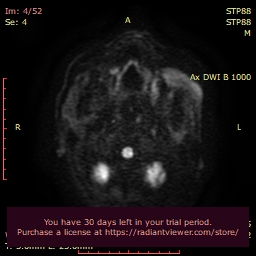 Im: 4/52
Se: 4
A
STP88
STP88
M
Ax DWI B 1000
R
L
You have 30 days left in your trial period.
Purchase a license at https://radiantviewer.com/store/